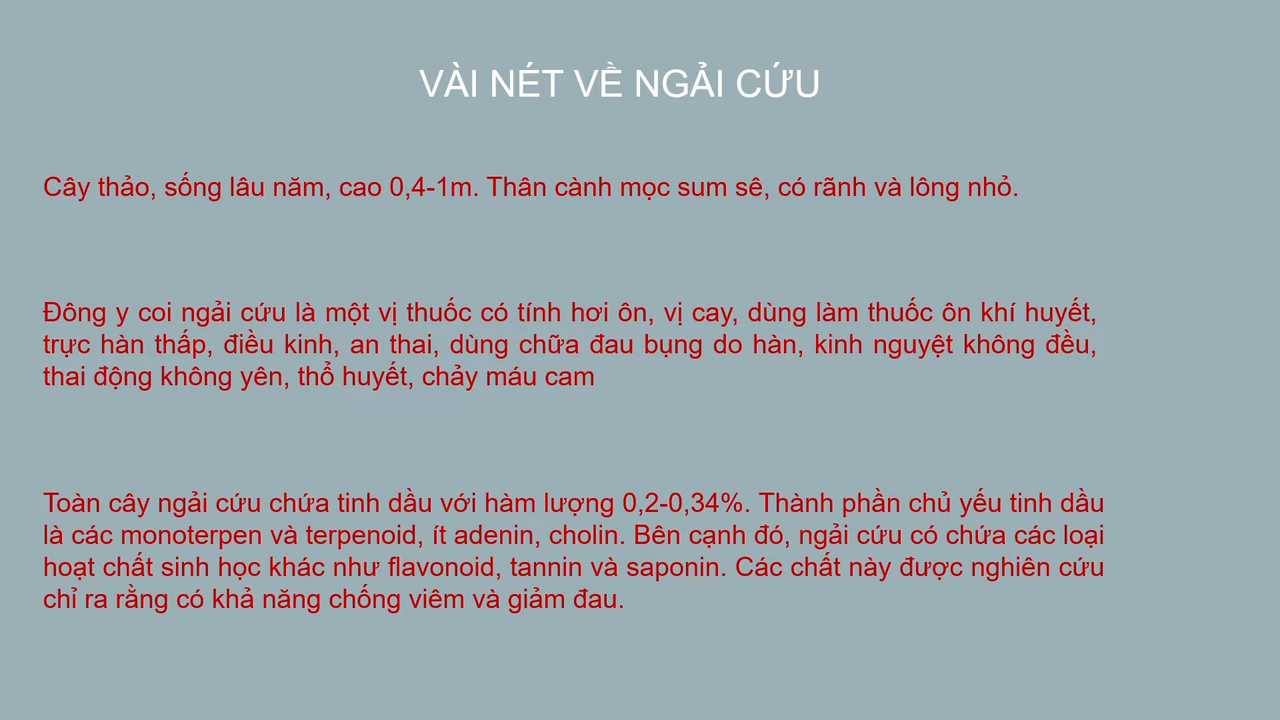 VÀI NÉT VỀ NGẢI CỨU
Cây thảo, sống lâu năm, cao 0,4-1m. Thân cành mọc sum sê, có rãnh và lông nhỏ.
Đông y coi ngải cứu là một vị thuốc có tính hơi ôn, vị cay, dùng làm thuốc ôn khí huyết,
trực hàn thấp, điều kinh, an thai, dùng chữa đau bụng do hàn, kinh nguyệt không đều,
thai động không yên, thổ huyết, chảy máu cam
Toàn cây ngải cứu chứa tinh dầu với hàm lượng 0,2-0,34%. Thành phần chủ yếu tinh dầu
là các monoterpen và terpenoid, ít adenin, cholin. Bên cạnh đó, ngải cứu có chứa các loại
hoạt chất sinh học khác như flavonoid, tannin và saponin. Các chất này được nghiên cứu
chỉ ra rằng có khả năng chống viêm và giảm đau.